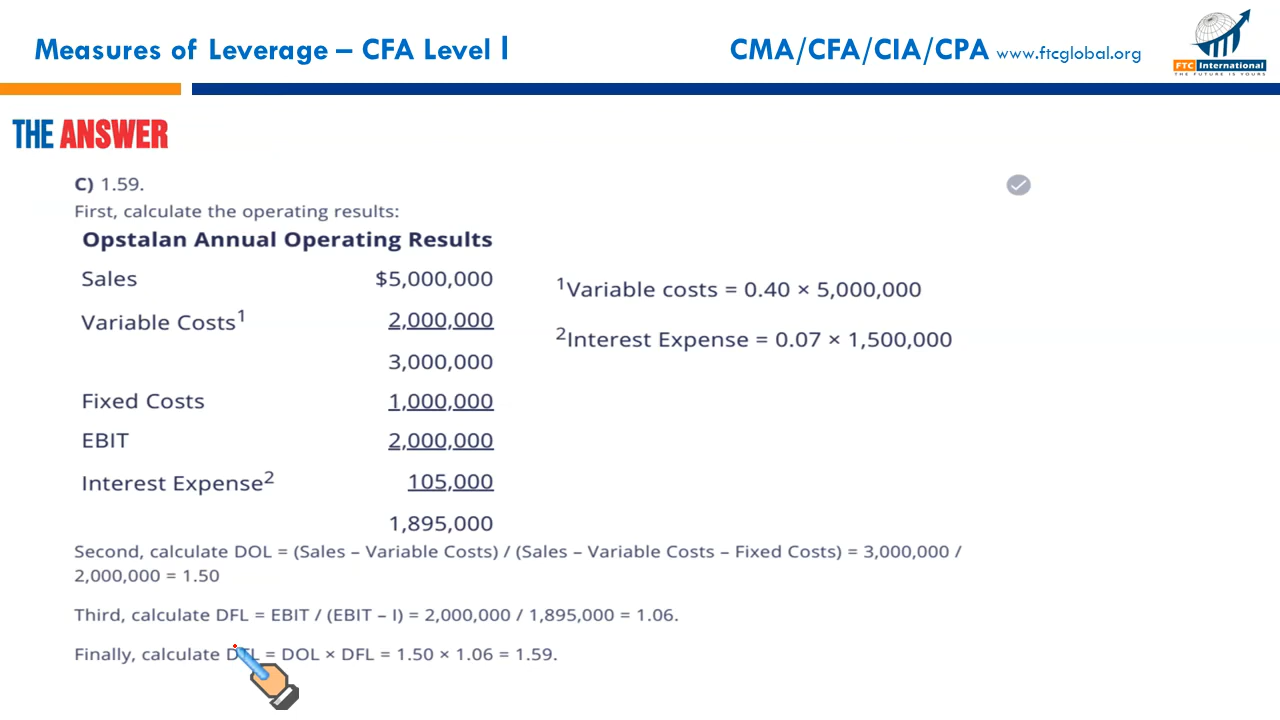 Measures of Leverage – CFA Level I
CMA/CFA/CIA/CPA www.ftcglobal.org
FTC International
THE FUTURE IS YOURS
THE ANSWER
C) 1.59.
First, calculate the operating results:
Opstalan Annual Operating Results
Sales $5,000,000
Variable Costs¹ 2,000,000
3,000,000
Fixed Costs 1,000,000
EBIT 2,000,000
Interest Expense² 105,000
1,895,000
¹Variable costs = 0.40 × 5,000,000
²Interest Expense = 0.07 × 1,500,000
Second, calculate DOL = (Sales – Variable Costs) / (Sales – Variable Costs – Fixed Costs) = 3,000,000 /
2,000,000 = 1.50
Third, calculate DFL = EBIT / (EBIT – I) = 2,000,000 / 1,895,000 = 1.06.
Finally, calculate DTL = DOL × DFL = 1.50 × 1.06 = 1.59.